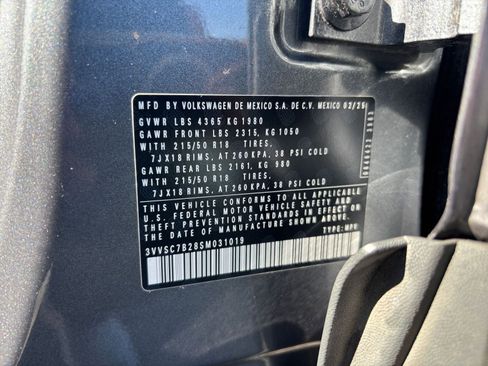 MFD BY VOLKSWAGEN DE MEXICO S.A. DE C.V. MEXICO 02/25
GVWR LBS 4365 KG 1980
GAWR FRONT LBS 2315, KG1050
WITH 215/50 R18 TIRES,
7JX18 RIMS, AT 260 KPA, 38 PSI COLD
GAWR REAR LBS 2161, KG 980
WITH 215/50 R18 TIRES,
7JX18 RIMS, AT 260 KPA, 38 PSI COLD
THIS VEHICLE CONFORMS TO ALL APPLICABLE
U.S. FEDERAL MOTOR VEHICLE SAFETY AND
THEFT PREVENTION STANDARDS IN EFFECT ON
THE DATE OF MANUFACTURE SHOWN ABOVE
3VVSC7B28SM031019 TYPE: MPV